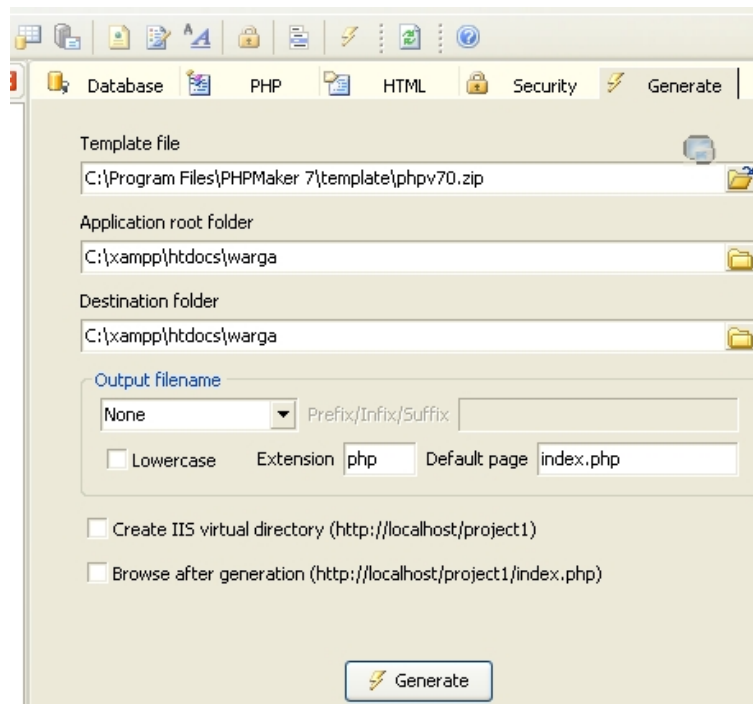 Database PHP HTML Security Generate
Template file
C:\Program Files\PHPMaker 7\template\phpv70.zip
Application root folder
C:\xampp\htdocs\warga
Destination folder
C:\xampp\htdocs\warga
Output filename
None Prefix/Infix/Suffix
Lowercase Extension php Default page index.php
Create IIS virtual directory (http://localhost/project1)
Browse after generation (http://localhost/project1/index.php)
Generate